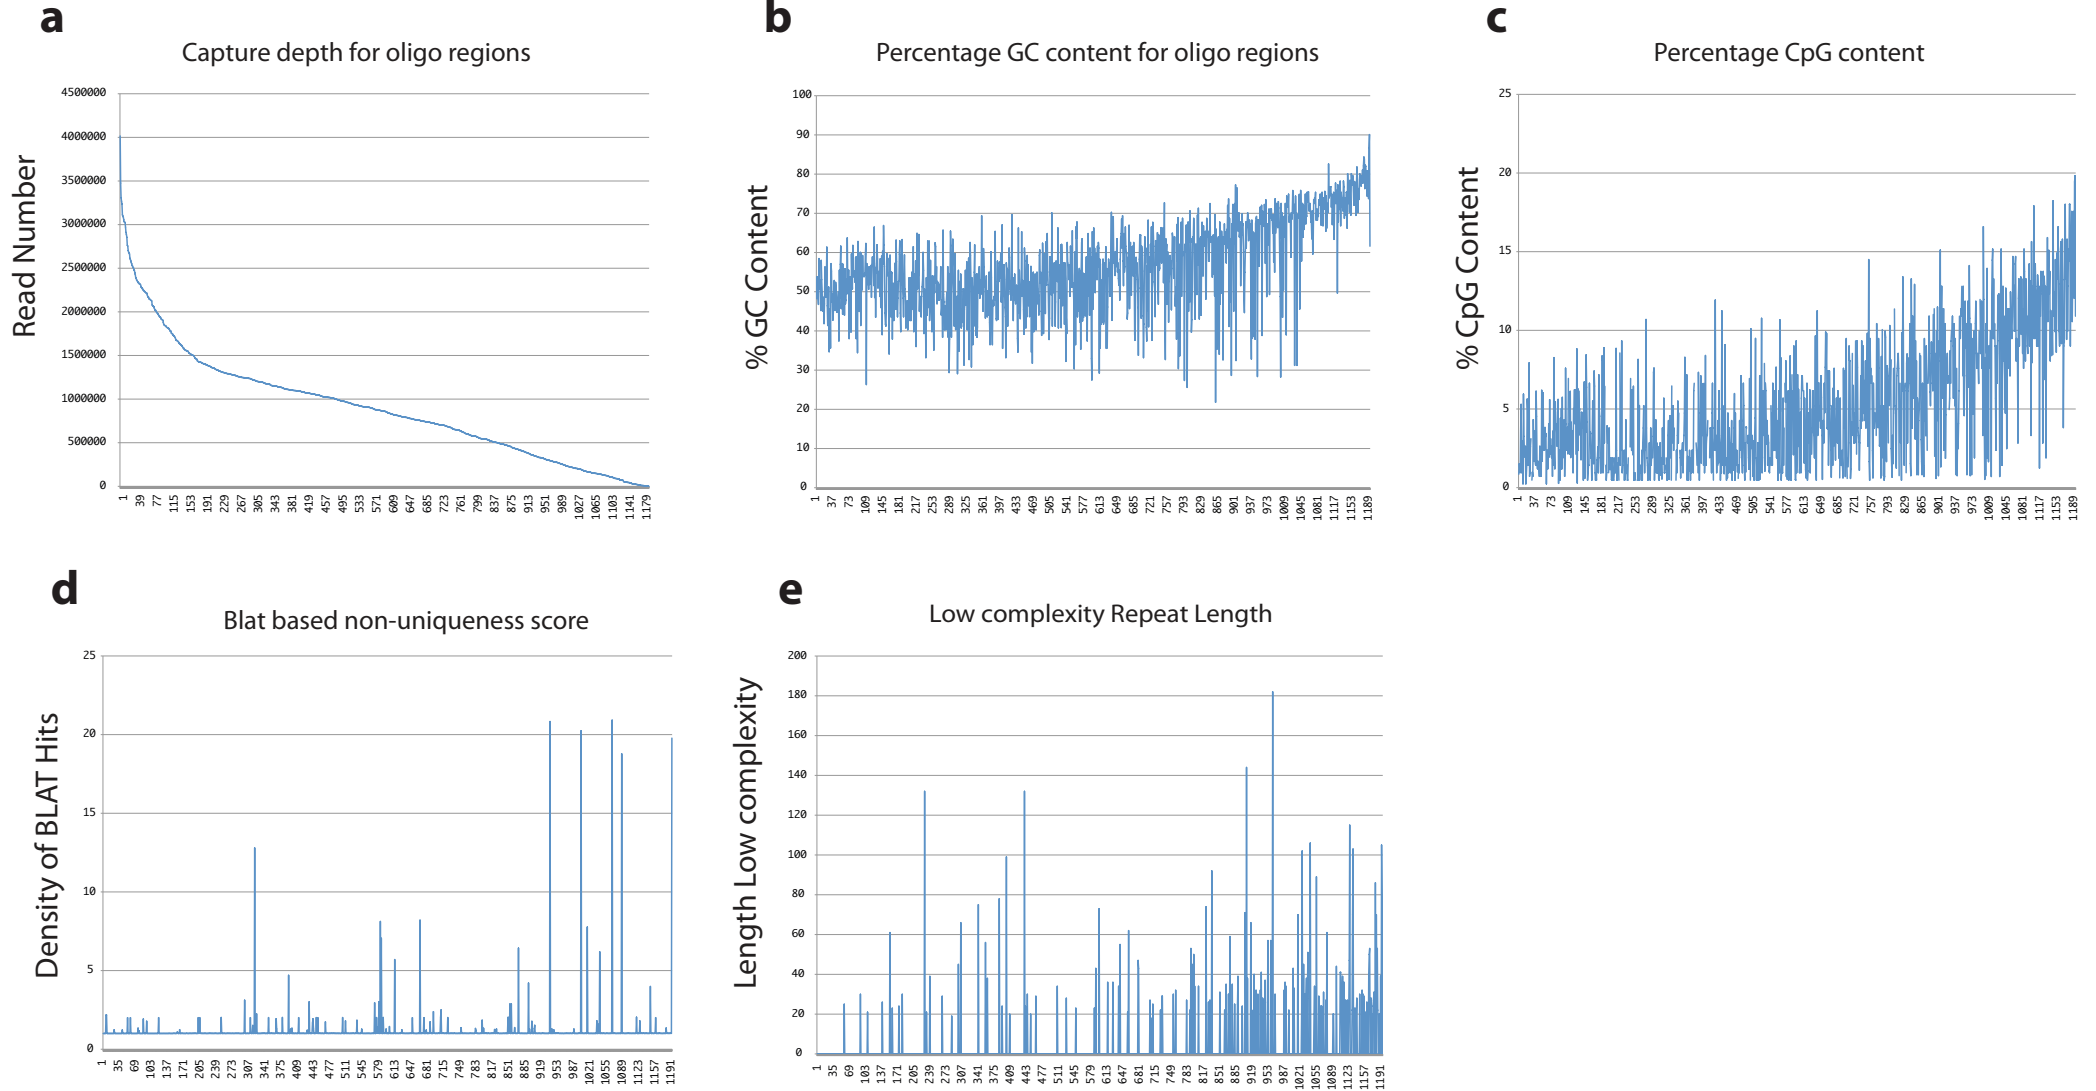 a
Capture depth for oligo regions
Read Number
4500000
4000000
3500000
3000000
2500000
2000000
1500000
1000000
500000
0
1 39 77 115 153 191 229 267 305 343 381 419 457 495 533 571 609 647 685 723 761 799 837 875 913 951 989 1027 1065 1103 1141 1179
b
Percentage GC content for oligo regions
% GC Content
100
90
80
70
60
50
40
30
20
10
0
1 37 73 109 145 181 217 253 289 325 361 397 433 469 505 541 577 613 649 685 721 757 793 829 865 901 937 973 1009 1045 1081 1117 1153 1189
c
Percentage CpG content
% CpG Content
25
20
15
10
5
0
1 37 73 109 145 181 217 253 289 325 361 397 433 469 505 541 577 613 649 685 721 757 793 829 865 901 937 973 1009 1045 1081 1117 1153 1189
d
Blat based non-uniqueness score
Density of BLAT Hits
25
20
15
10
5
0
1 35 69 103 137 171 205 239 273 307 341 375 409 443 477 511 545 579 613 647 681 715 749 783 817 851 885 919 953 987 1021 1055 1089 1123 1157 1191
e
Low complexity Repeat Length
Length Low complexity
200
180
160
140
120
100
80
60
40
20
0
1 35 69 103 137 171 205 239 273 307 341 375 409 443 477 511 545 579 613 647 681 715 749 783 817 851 885 919 953 987 1021 1055 1089 1123 1157 1191